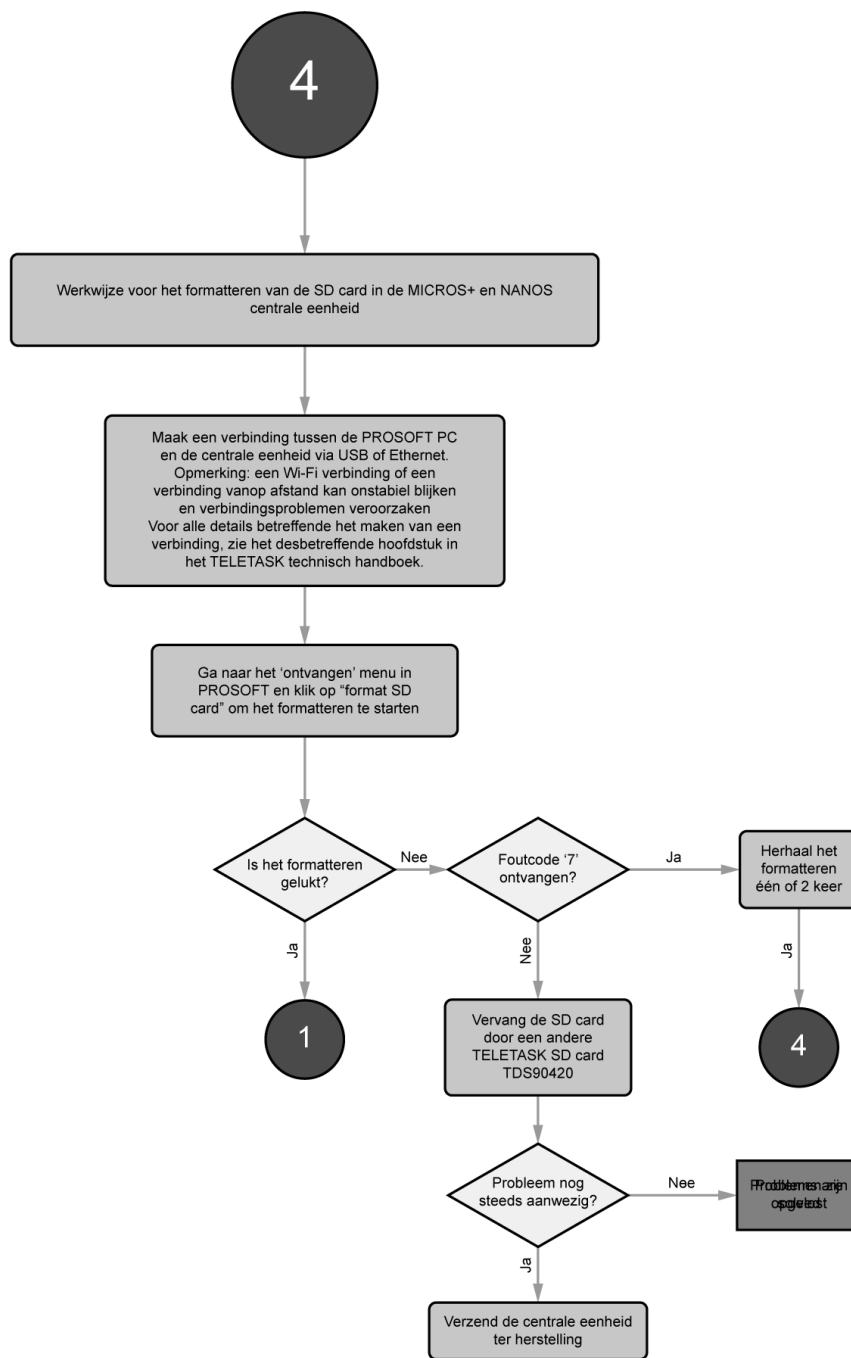 4
Werkwijze voor het formatteren van de SD card in de MICROS+ en NANOS
centrale eenheid
Maak een verbinding tussen de PROSOFT PC
en de centrale eenheid via USB of Ethernet.
Opmerking: een Wi-Fi verbinding of een
verbinding vanop afstand kan onstabiel blijken
en verbindingsproblemen veroorzaken
Voor alle details betreffende het maken van een
verbinding, zie het desbetreffende hoofdstuk in
het TELETASK technisch handboek.
Ga naar het ‘ontvangen’ menu in
PROSOFT en klik op “format SD
card” om het formatteren te starten
Is het formatteren
gelukt?
Nee
Foutcode ‘7’
ontvangen?
Ja
Herhaal het
formatteren
één of 2 keer
Ja
Nee
Ja
1
Vervang de SD card
door een andere
TELETASK SD card
TDS90420
4
Probleem nog
steeds aanwezig?
Nee
Ja
Verzend de centrale eenheid
ter herstelling